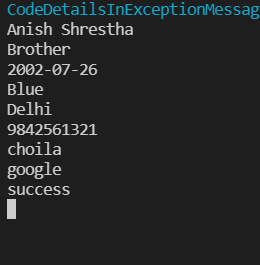 CodeDetailsInExceptionMessag
Anish Shrestha
Brother
2002-07-26
Blue
Delhi
9842561321
choila
google
success